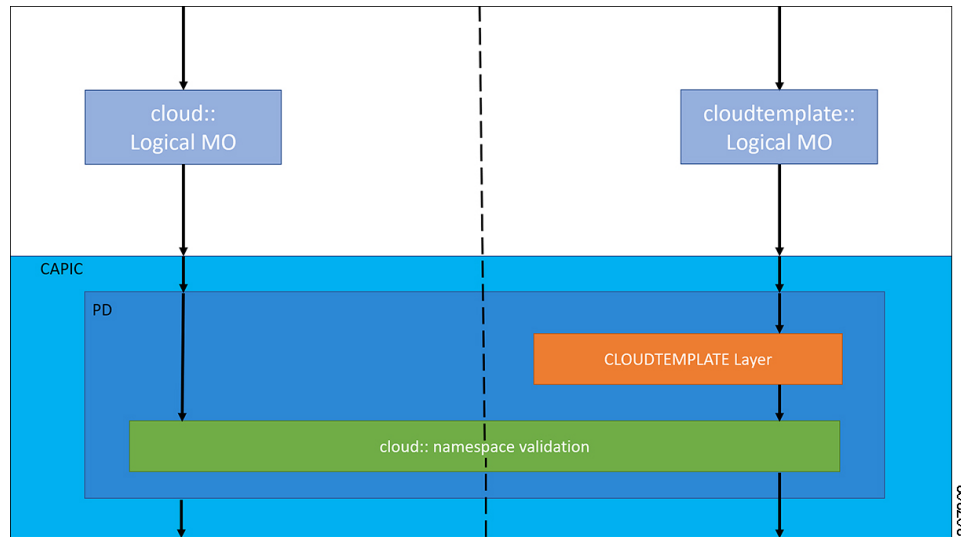 cloud::
Logical MO
cloudtemplate::
Logical MO
CAPIC
PD
CLOUDTEMPLATE Layer
cloud:: namespace validation